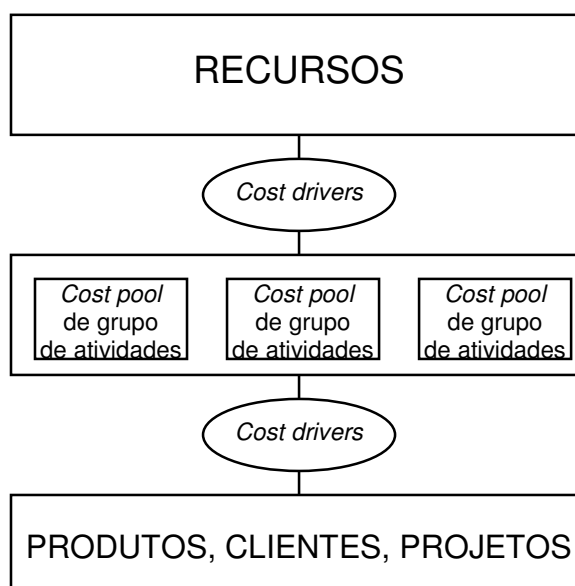 RECURSOS
Cost drivers
Cost pool
de grupo
de atividades
Cost pool
de grupo
de atividades
Cost pool
de grupo
de atividades
Cost drivers
PRODUTOS, CLIENTES, PROJETOS